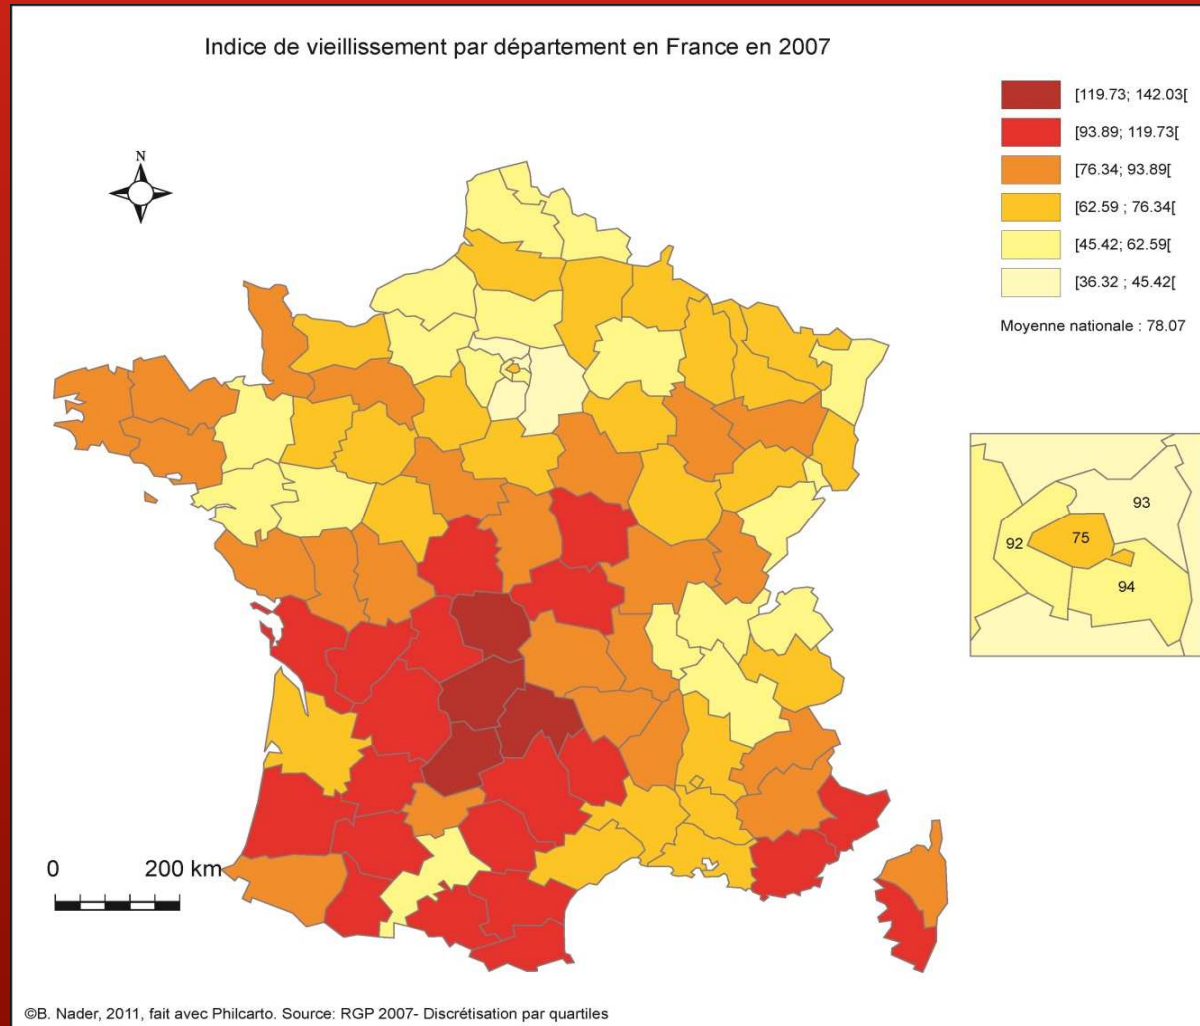 Indice de vieillissement par département en France en 2007
[119.73; 142.03[
[93.89; 119.73[
[76.34; 93.89[
[62.59 ; 76.34[
[45.42; 62.59[
[36.32 ; 45.42[
Moyenne nationale : 78.07
N
93
92
75
94
0 200 km
©B. Nader, 2011, fait avec Philcarto. Source: RGP 2007- Discrétisation par quartiles